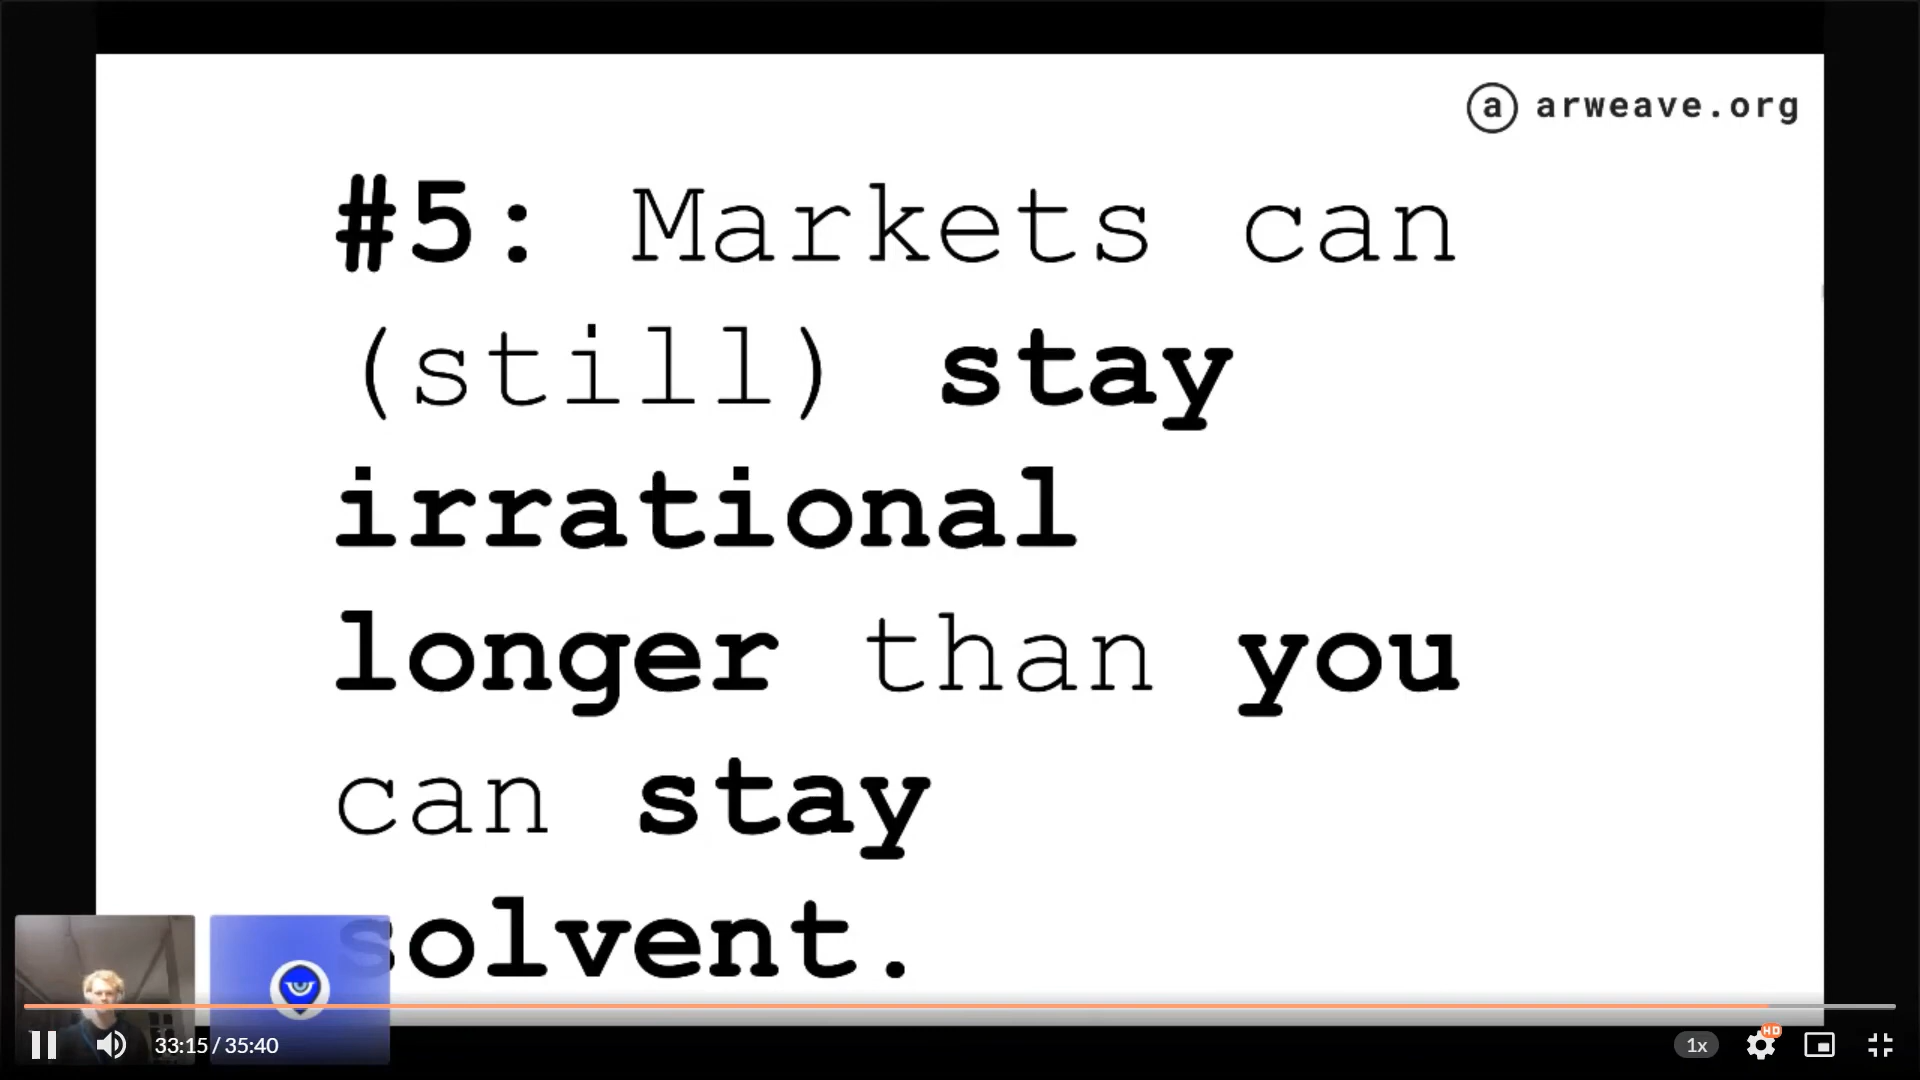 a arweave.org
#5: Markets can
(still) stay
irrational
longer than you
can stay
solvent.
33:15 / 35:40
1x
HD